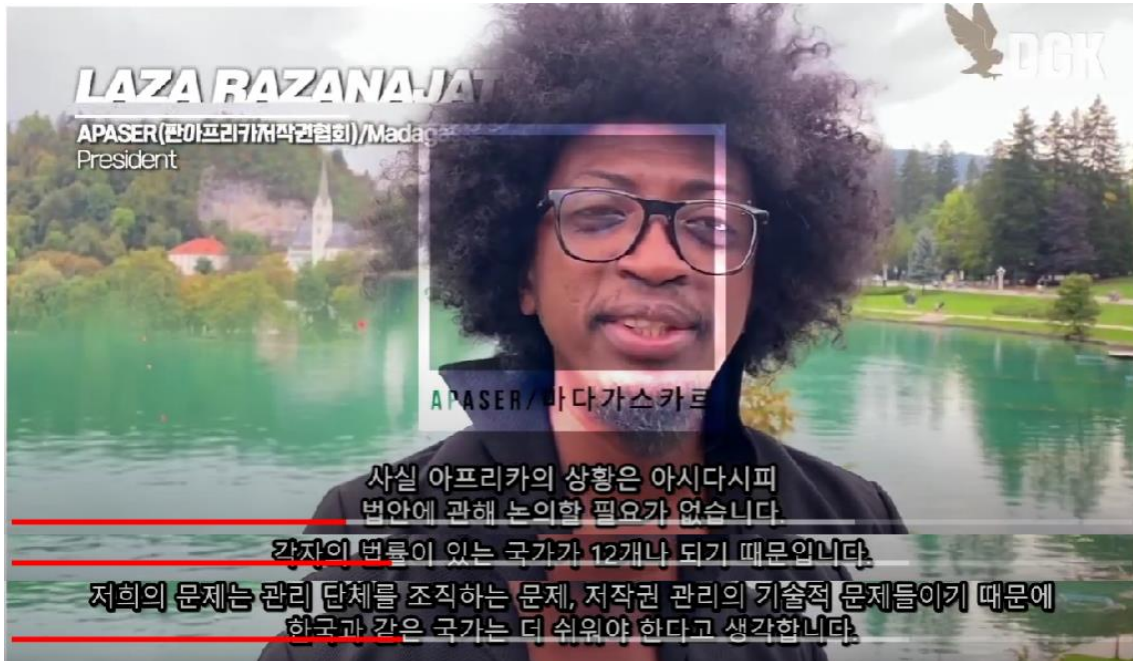 DGK
LAZA RAZANAJAT
APASER(판아프리카저작권협회)/Madaga
President
APASER/마다가스카르
사실 아프리카의 상황은 아시다시피
법안에 관해 논의할 필요가 없습니다.
각자의 법률이 있는 국가가 12개나 되기 때문입니다.
저희의 문제는 관리 단체를 조직하는 문제, 저작권 관리의 기술적 문제들이기 때문에
한국과 같은 국가는 더 쉬워야 한다고 생각합니다.